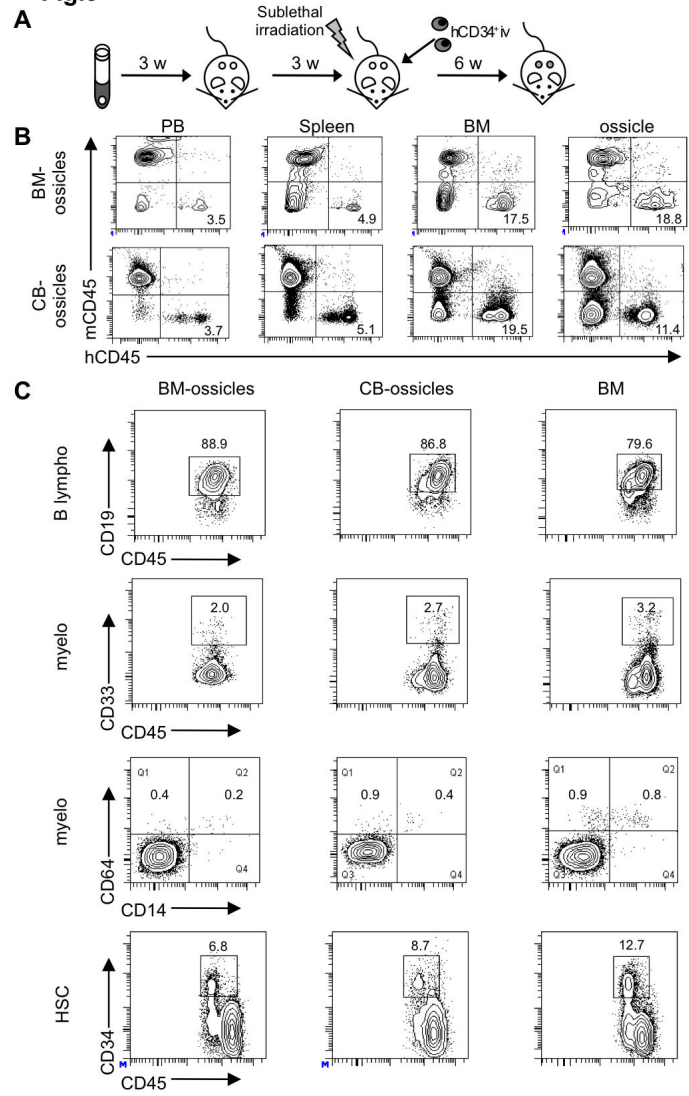 A
Sublethal
irradiation
hCD34⁺iv
3 w
3 w
6 w
B
PB
Spleen
BM
ossicle
BM-
ossicles
3.5
4.9
17.5
18.8
CB-
ossicles
mCD45
3.7
5.1
19.5
11.4
hCD45
C
BM-ossicles
CB-ossicles
BM
B lympho
CD19
88.9
86.8
79.6
CD45
myelo
CD33
2.0
2.7
3.2
CD45
myelo
CD64
Q1
Q2
Q1
Q2
Q1
Q2
0.4
0.2
0.9
0.4
0.9
0.8
Q4
Q3
Q4
Q3
Q4
CD14
HSC
CD34
6.8
8.7
12.7
M
M
CD45